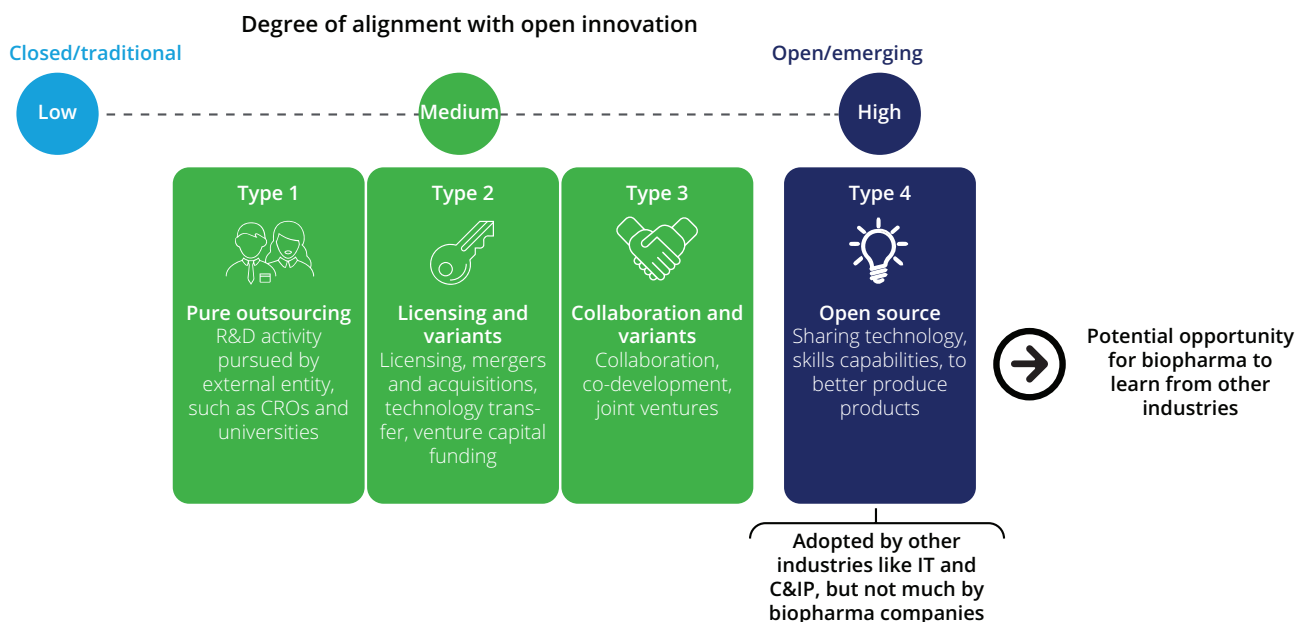 Degree of alignment with open innovation
Closed/traditional
Open/emerging
Low
Medium
High
Type 1
Pure outsourcing
R&D activity
pursued by
external entity,
such as CROs and
universities
Type 2
Licensing and
variants
Licensing, mergers
and acquisitions,
technology trans-
fer, venture capital
funding
Type 3
Collaboration and
variants
Collaboration,
co-development,
joint ventures
Type 4
Open source
Sharing technology,
skills capabilities, to
better produce
products
Potential opportunity
for biopharma to
learn from other
industries
Adopted by other
industries like IT and
C&IP, but not much by
biopharma companies